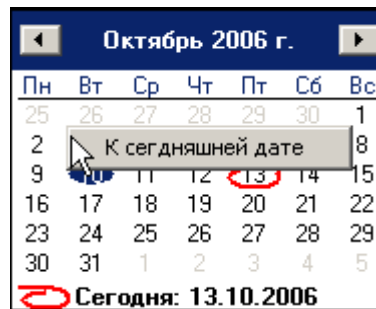 Октябрь 2006 г.
Пн Вт Ср Чт Пт Сб Вс
25 26 27 28 29 30 1
2 К сегдняшней дате 8
9 10 11 12 13 14 15
16 17 18 19 20 21 22
23 24 25 26 27 28 29
30 31 1 2 3 4 5
Сегодня: 13.10.2006